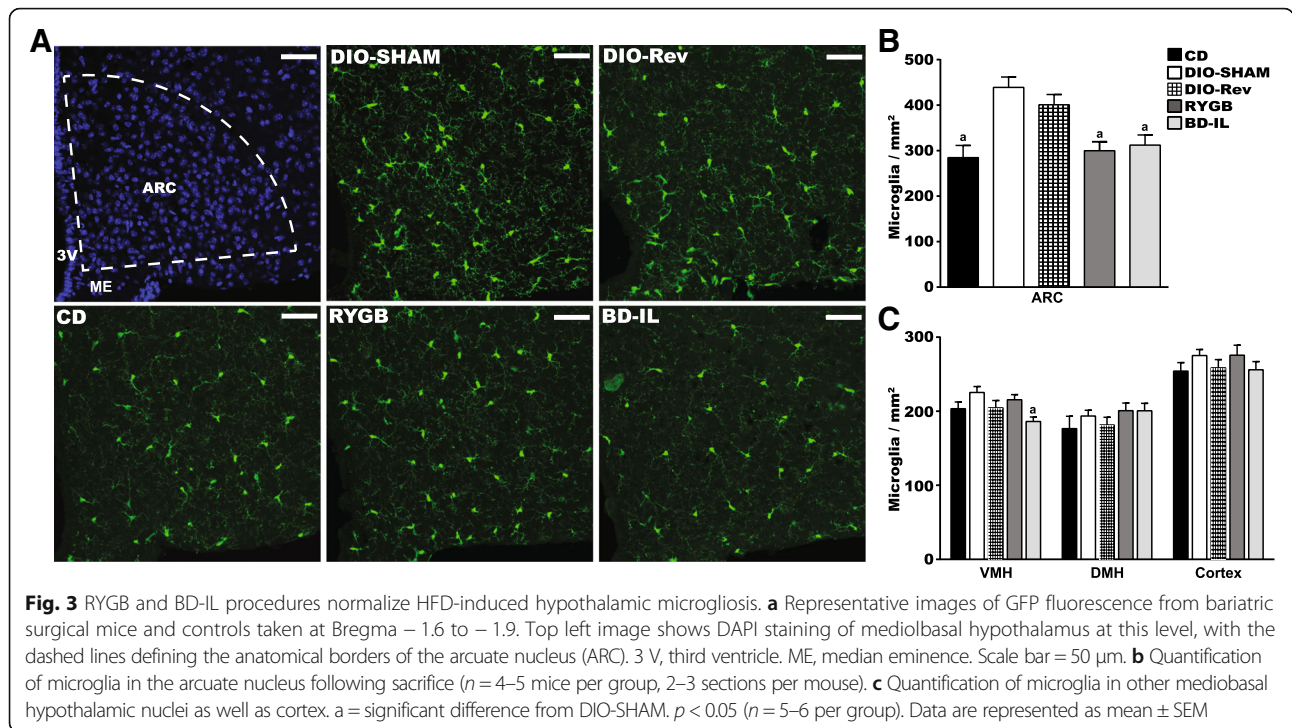 A
DIO-SHAM
DIO-Rev
ARC
3V
ME
CD
RYGB
BD-IL
B
CD
DIO-SHAM
DIO-Rev
RYGB
BD-IL
Microglia / mm²
500
400
300
200
100
0
a
a
a
ARC
C
Microglia / mm²
300
200
100
0
a
VMH
DMH
Cortex
Fig. 3 RYGB and BD-IL procedures normalize HFD-induced hypothalamic microgliosis. a Representative images of GFP fluorescence from bariatric
surgical mice and controls taken at Bregma − 1.6 to − 1.9. Top left image shows DAPI staining of mediolbasal hypothalamus at this level, with the
dashed lines defining the anatomical borders of the arcuate nucleus (ARC). 3 V, third ventricle. ME, median eminence. Scale bar = 50 μm. b Quantification
of microglia in the arcuate nucleus following sacrifice (n = 4–5 mice per group, 2–3 sections per mouse). c Quantification of microglia in other mediobasal
hypothalamic nuclei as well as cortex. a = significant difference from DIO-SHAM. p < 0.05 (n = 5–6 per group). Data are represented as mean ± SEM